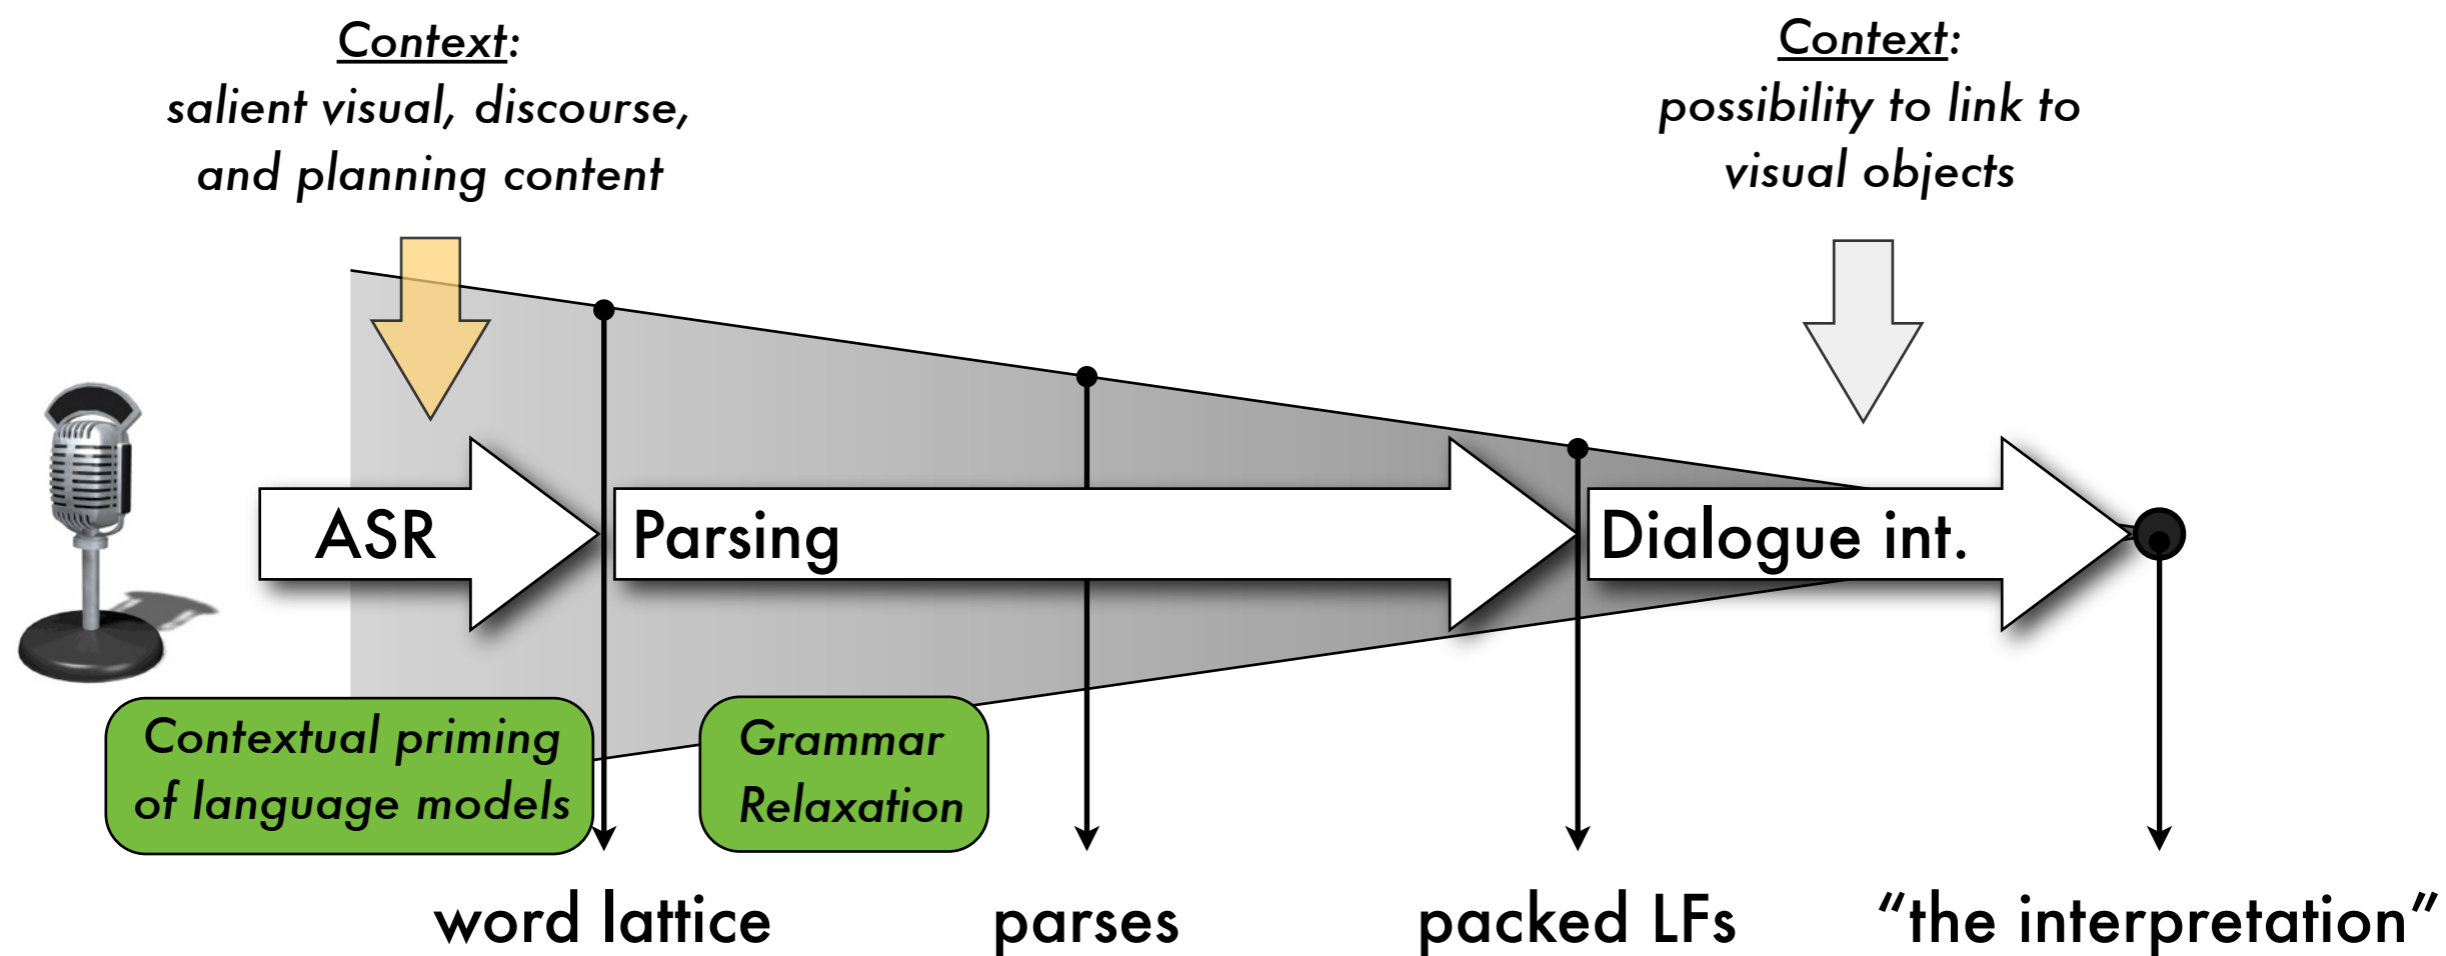 Context:
salient visual, discourse,
and planning content
Context:
possibility to link to
visual objects
ASR
Parsing
Dialogue int.
Contextual priming
of language models
Grammar
Relaxation
word lattice
parses
packed LFs
“the interpretation”